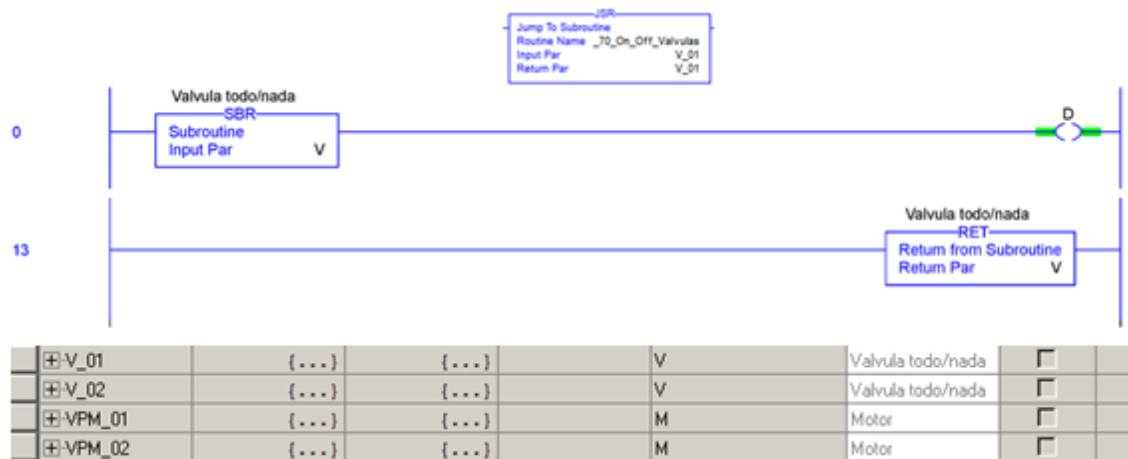 JSR
Jump To Subroutine
Routine Name _70_On_Off_Valvulas
Input Par V_01
Return Par V_01
Valvula todo/nada
SBR
Subroutine
Input Par V
D
0
Valvula todo/nada
RET
Return from Subroutine
Return Par V
13
V_01 {...} {...} V Valvula todo/nada
V_02 {...} {...} V Valvula todo/nada
VPM_01 {...} {...} M Motor
VPM_02 {...} {...} M Motor